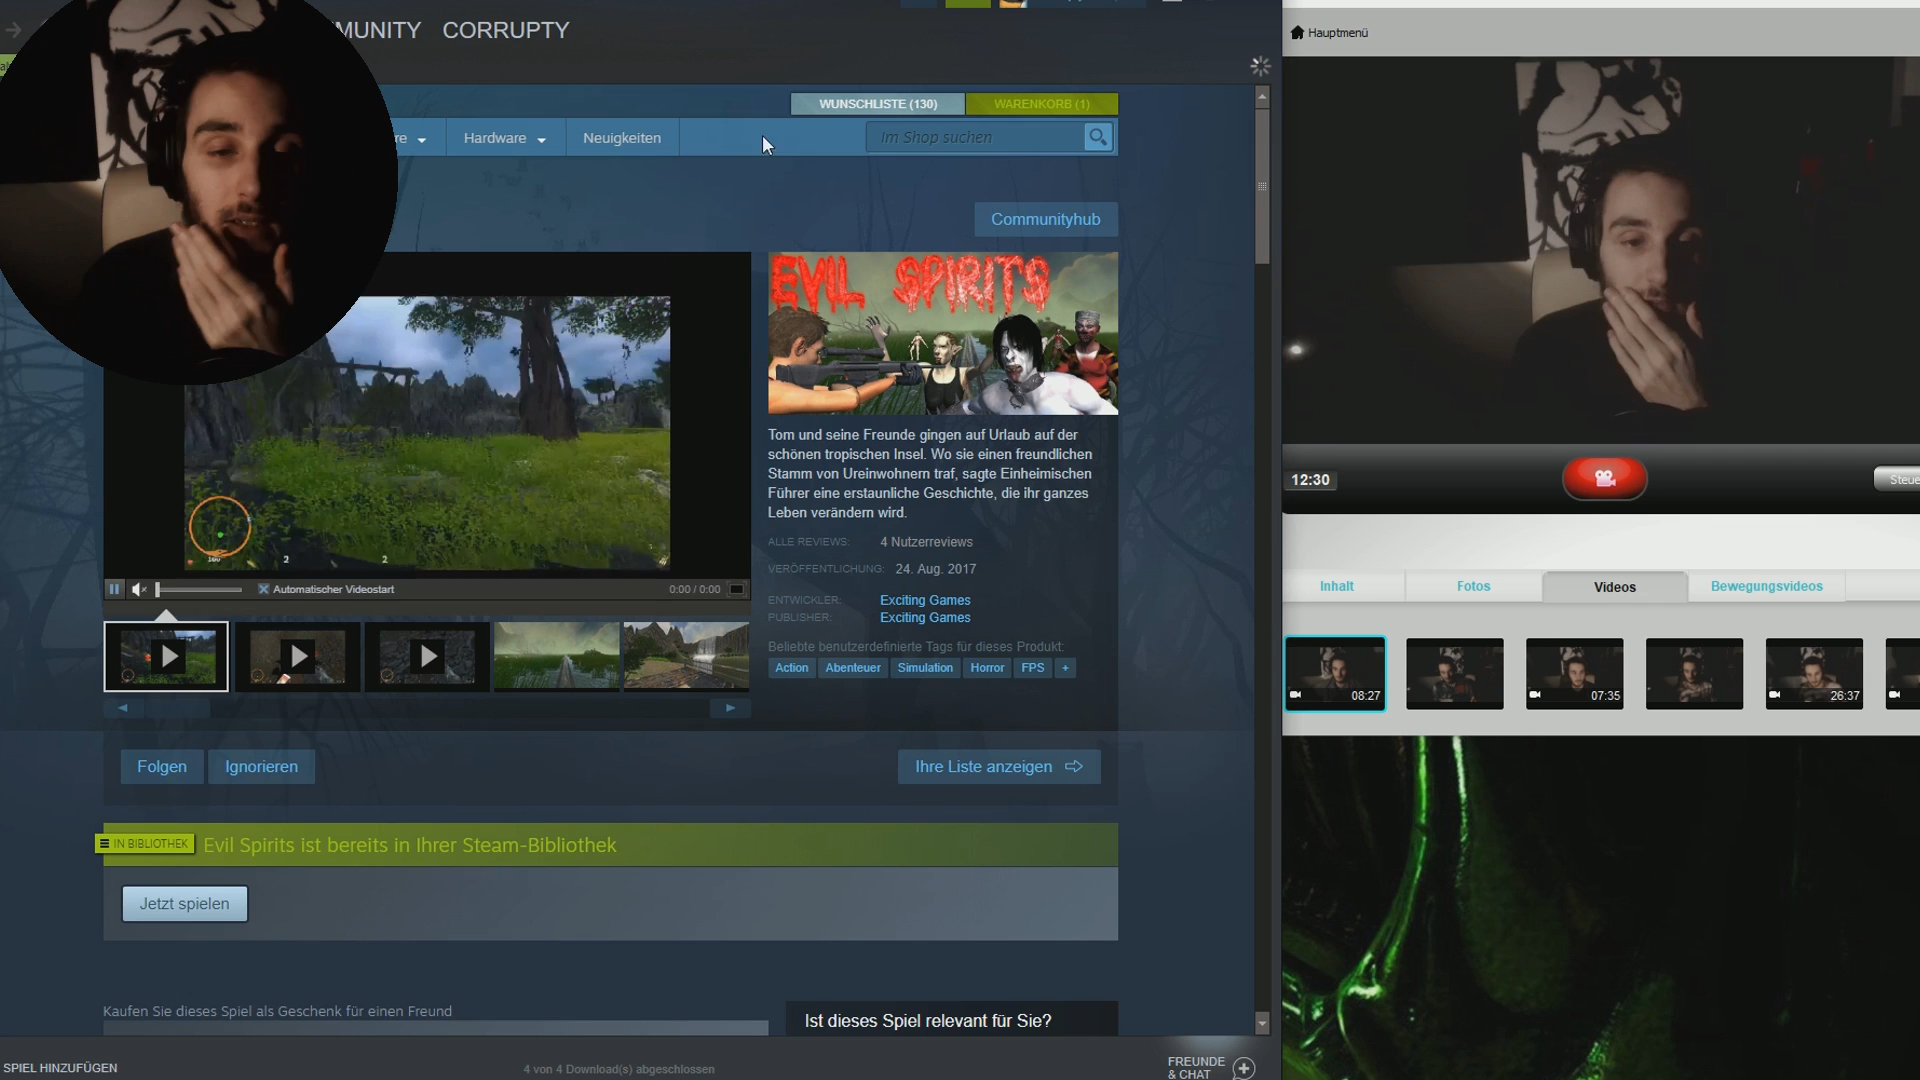 MUNITY CORRUPTY
WUNSCHLISTE (130)
WARENKORB (1)
re
Hardware
Neuigkeiten
Im Shop suchen
Communityhub
EVIL SPIRITS
Tom und seine Freunde gingen auf Urlaub auf der
schönen tropischen Insel. Wo sie einen freundlichen
Stamm von Ureinwohnern traf, sagte Einheimischen
Führer eine erstaunliche Geschichte, die ihr ganzes
Leben verändern wird.
ALLE REVIEWS: 4 Nutzerreviews
VERÖFFENTLICHUNG: 24. Aug. 2017
ENTWICKLER: Exciting Games
PUBLISHER: Exciting Games
Beliebte benutzerdefinierte Tags für dieses Produkt:
Action Abenteuer Simulation Horror FPS +
2 2
Automatischer Videostart
0:00 / 0:00
Folgen
Ignorieren
Ihre Liste anzeigen
IN BIBLIOTHEK
Evil Spirits ist bereits in Ihrer Steam-Bibliothek
Jetzt spielen
Kaufen Sie dieses Spiel als Geschenk für einen Freund
Ist dieses Spiel relevant für Sie?
SPIEL HINZUFÜGEN
4 von 4 Download(s) abgeschlossen
FREUNDE
& CHAT
Hauptmenü
12:30
Steue
Inhalt
Fotos
Videos
Bewegungsvideos
08:27
07:35
26:37